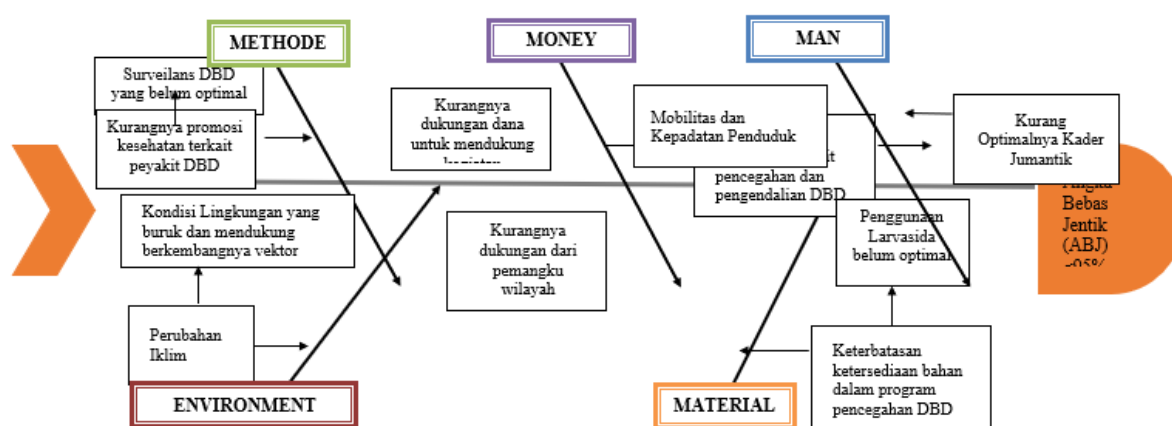 METHODE
MONEY
MAN
Surveilans DBD
yang belum optimal
Kurangnya promosi
kesehatan terkait
peyakit DBD
Kurangnya
dukungan dana
untuk mendukung
Mobilitas dan
Kepadatan Penduduk
pencegahan dan
pengendalian DBD
Kurang
Optimalnya Kader
Jumantik
Bebas
Jentik
(ABJ)
Kondisi Lingkungan yang
buruk dan mendukung
berkembangnya vektor
Kurangnya
dukungan dari
pemangku
wilayah
Penggunaan
Larvasida
belum optimal
Perubahan
Iklim
Keterbatasan
ketersediaan bahan
dalam program
pencegahan DBD
ENVIRONMENT
MATERIAL